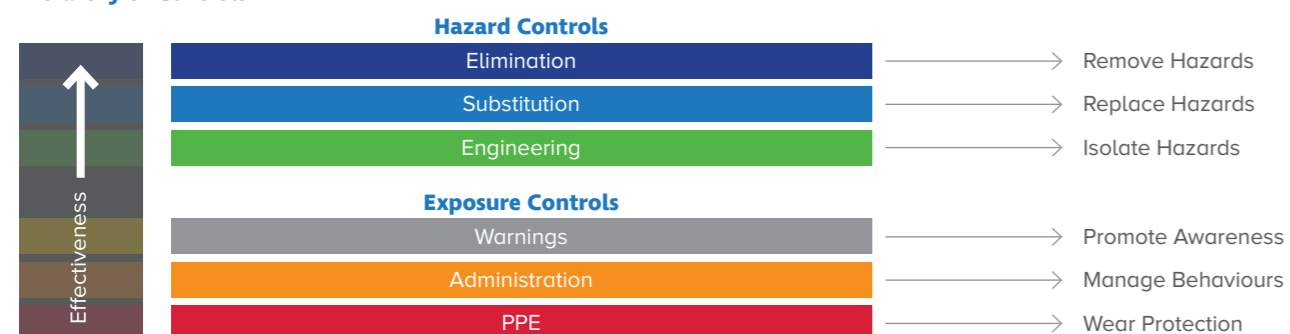 Hazard Controls
Elimination
Remove Hazards
Substitution
Replace Hazards
Engineering
Isolate Hazards
Exposure Controls
Warnings
Promote Awareness
Administration
Manage Behaviours
PPE
Wear Protection
Effectiveness